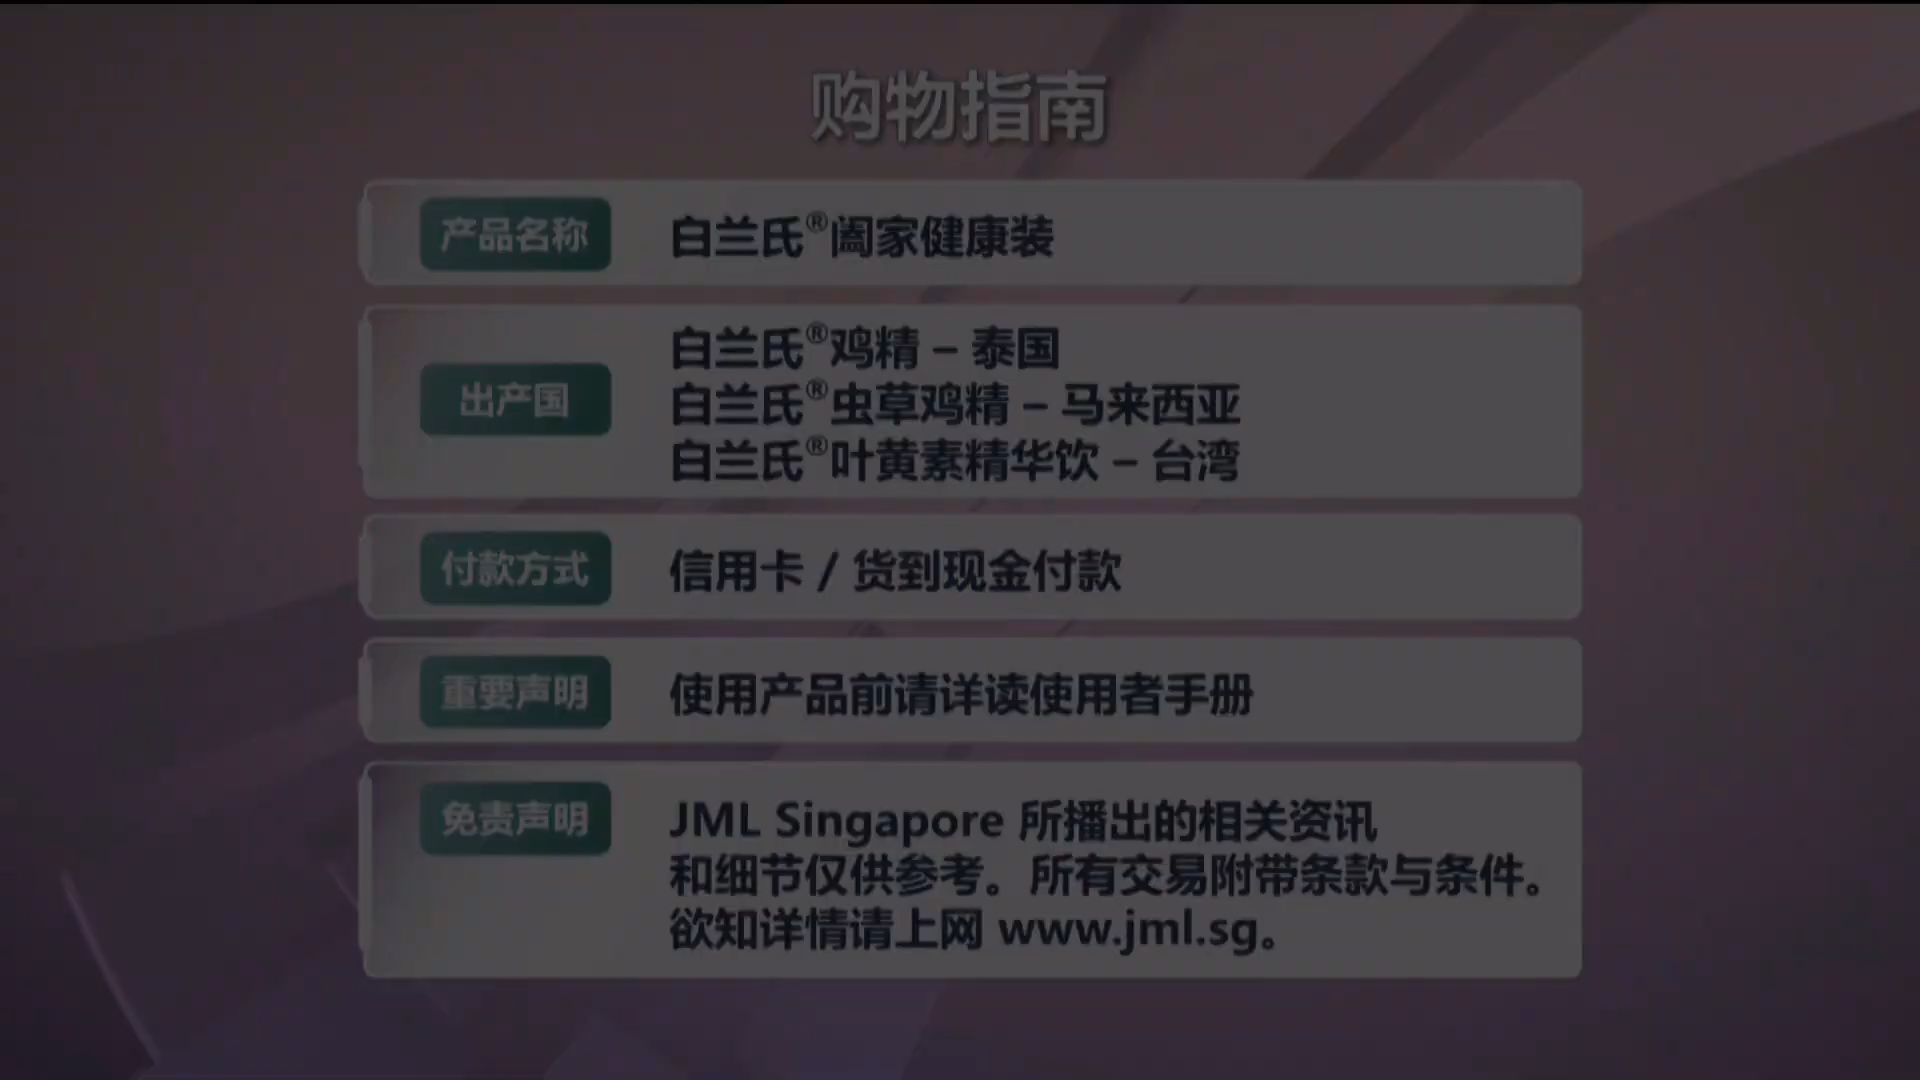 购物指南
产品名称
白兰氏®阖家健康装
出产国
白兰氏®鸡精 – 泰国
白兰氏®虫草鸡精 – 马来西亚
白兰氏®叶黄素精华饮 – 台湾
付款方式
信用卡 / 货到现金付款
重要声明
使用产品前请详读使用者手册
免责声明
JML Singapore 所播出的相关资讯
和细节仅供参考。所有交易附带条款与条件。
欲知详情请上网 www.jml.sg。